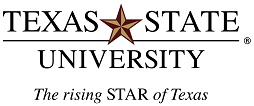 TEXAS STATE
UNIVERSITY ®
The rising STAR of Texas